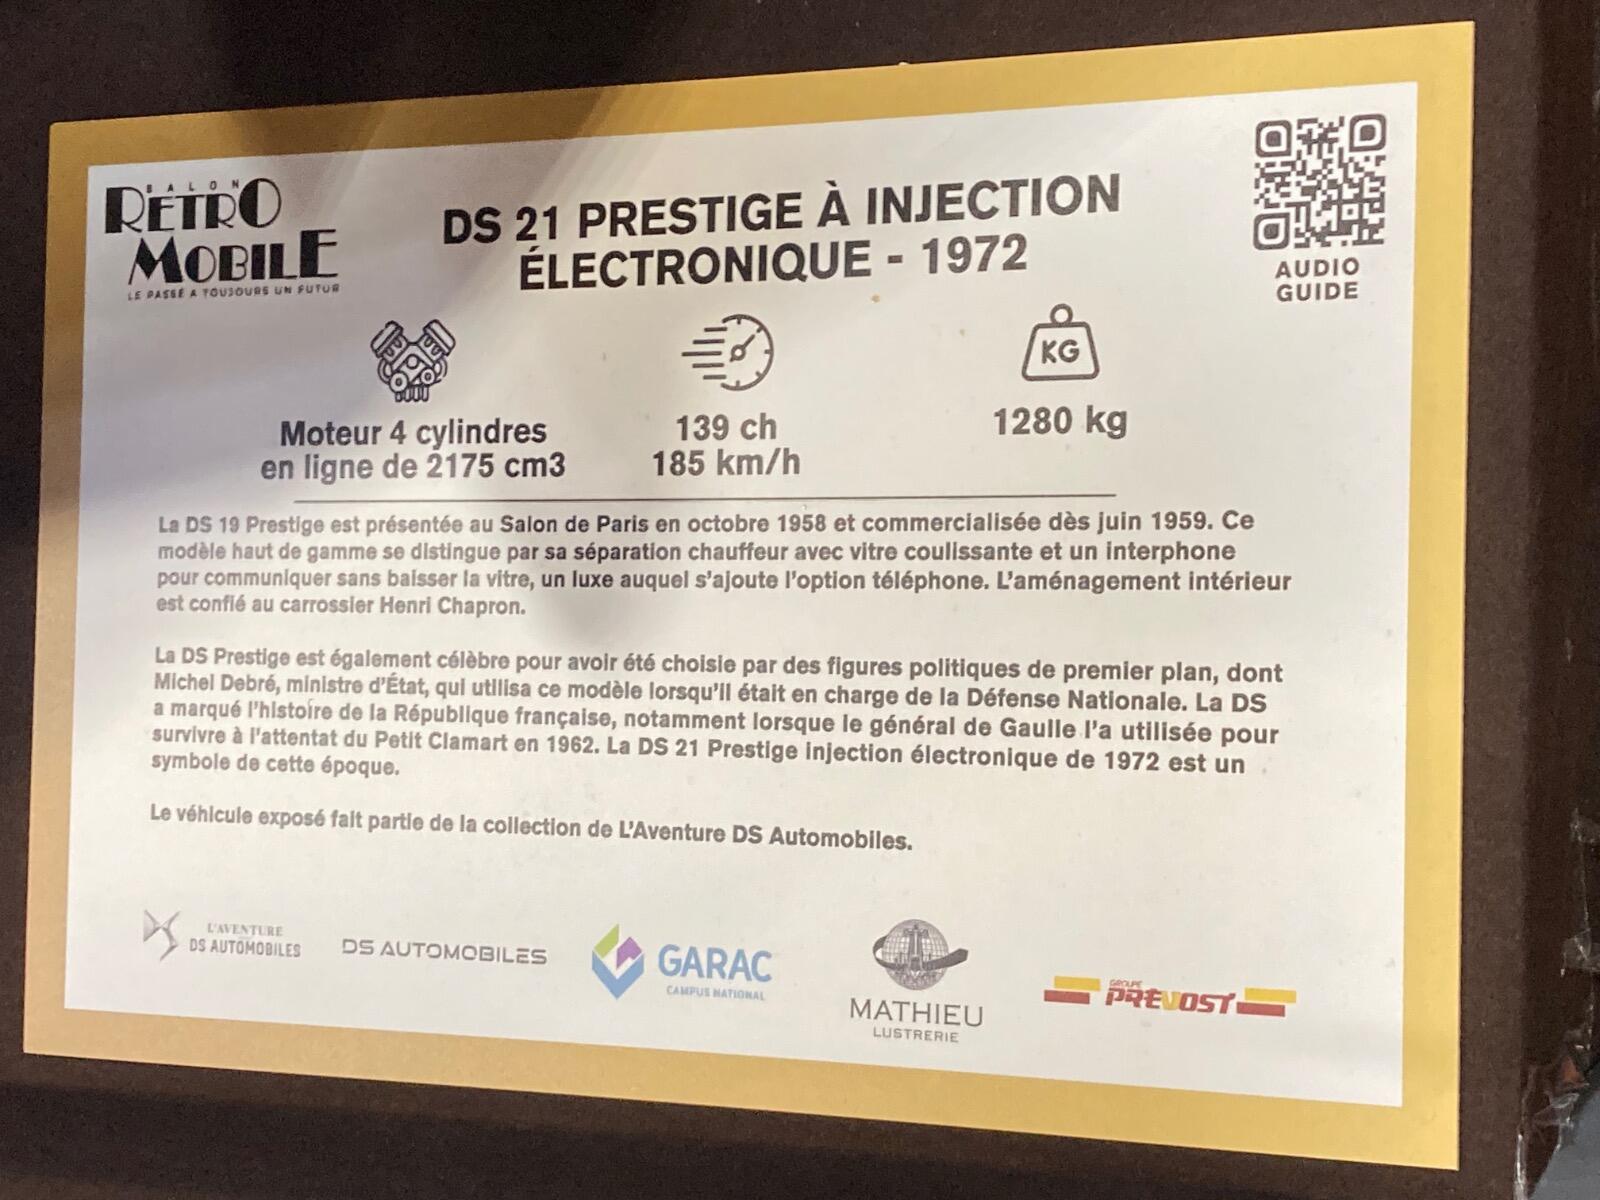 SALON
RETRO
MOBILE
LE PASSÉ A TOUJOURS UN FUTUR
DS 21 PRESTIGE À INJECTION
ÉLECTRONIQUE - 1972
AUDIO
GUIDE
KG
Moteur 4 cylindres
en ligne de 2175 cm3
139 ch
185 km/h
1280 kg
La DS 19 Prestige est présentée au Salon de Paris en octobre 1958 et commercialisée dès juin 1959. Ce
modèle haut de gamme se distingue par sa séparation chauffeur avec vitre coulissante et un interphone
pour communiquer sans baisser la vitre, un luxe auquel s'ajoute l'option téléphone. L'aménagement intérieur
est confié au carrossier Henri Chapron.
La DS Prestige est également célèbre pour avoir été choisie par des figures politiques de premier plan, dont
Michel Debré, ministre d'État, qui utilisa ce modèle lorsqu'il était en charge de la Défense Nationale. La DS
a marqué l'histoire de la République française, notamment lorsque le général de Gaulle l'a utilisée pour
survivre à l'attentat du Petit Clamart en 1962. La DS 21 Prestige injection électronique de 1972 est un
symbole de cette époque.
Le véhicule exposé fait partie de la collection de L'Aventure DS Automobiles.
L'AVENTURE
DS AUTOMOBILES
DS AUTOMOBILES
GARAC
CAMPUS NATIONAL
MATHIEU
LUSTRERIE
GROUPE
PREVOST